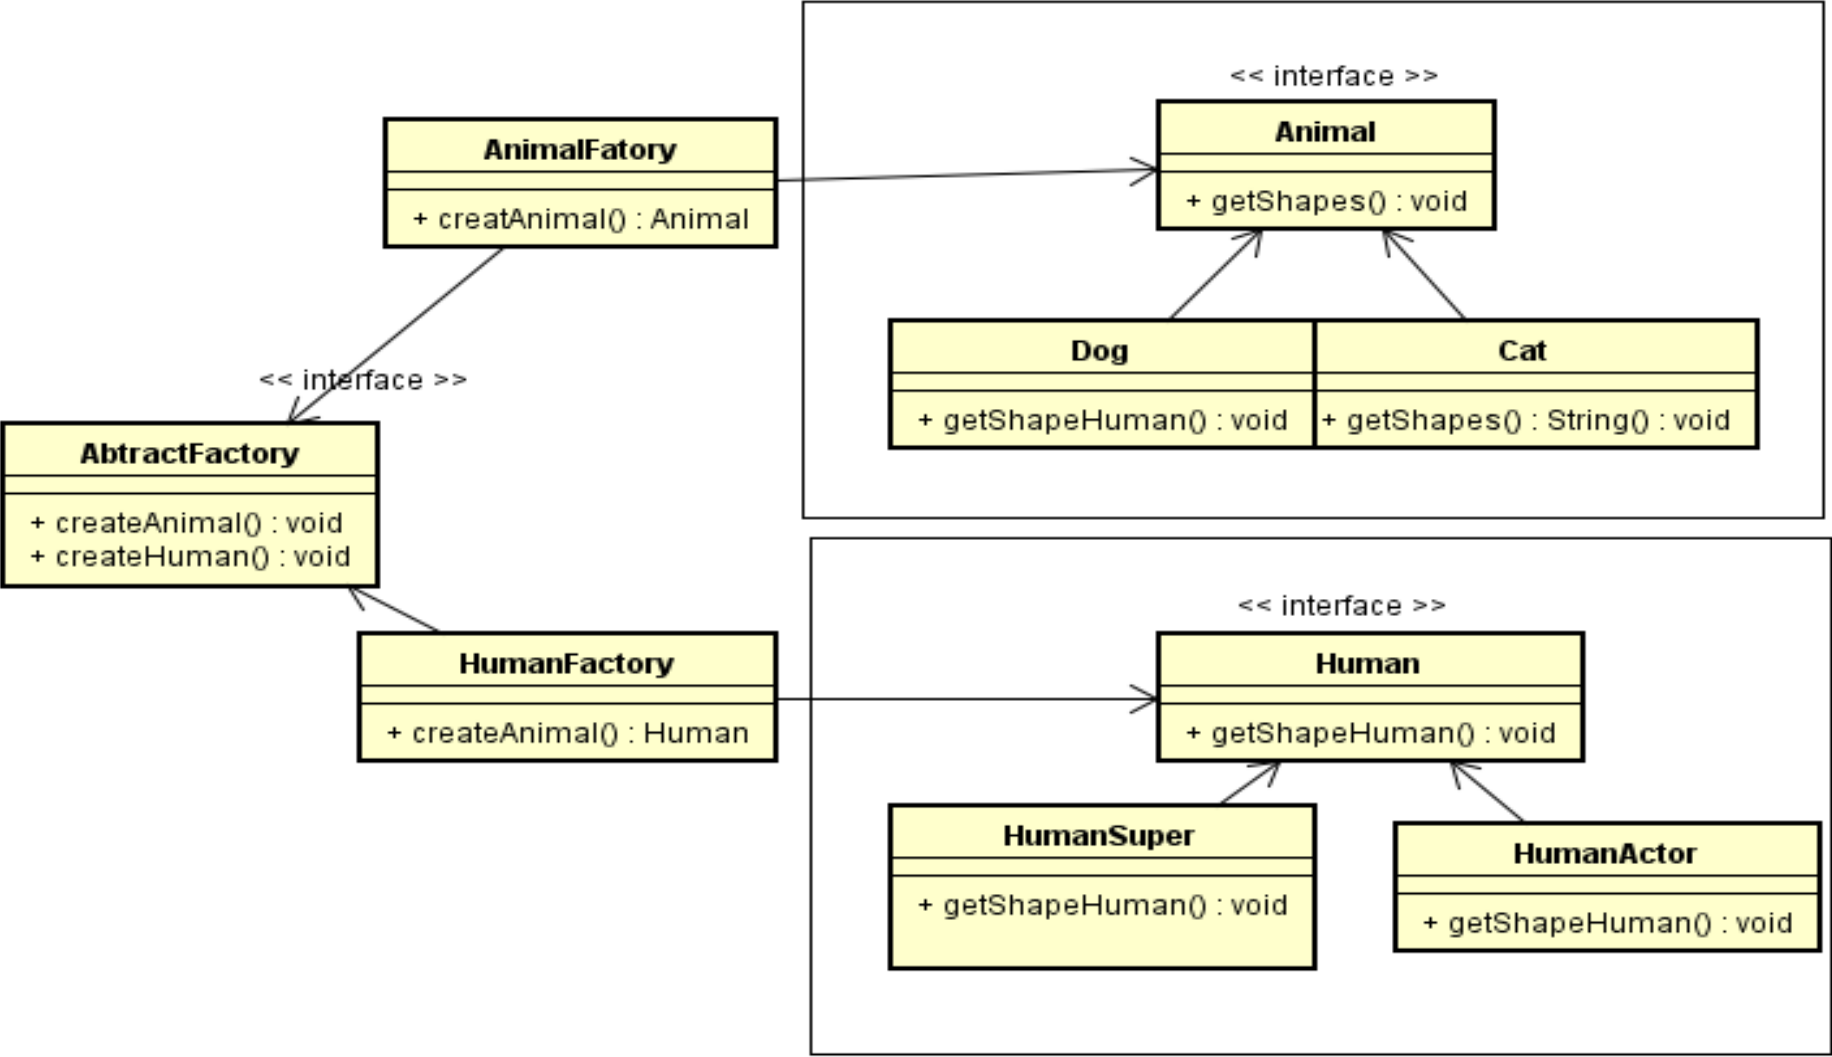 << interface >>
Animal
+ getShapes() : void
AnimalFatory
+ creatAnimal() : Animal
Dog
+ getShapeHuman() : void
Cat
+ getShapes() : String() : void
<< interface >>
AbtractFactory
+ createAnimal() : void
+ createHuman() : void
HumanFactory
+ createAnimal() : Human
<< interface >>
Human
+ getShapeHuman() : void
HumanSuper
+ getShapeHuman() : void
HumanActor
+ getShapeHuman() : void